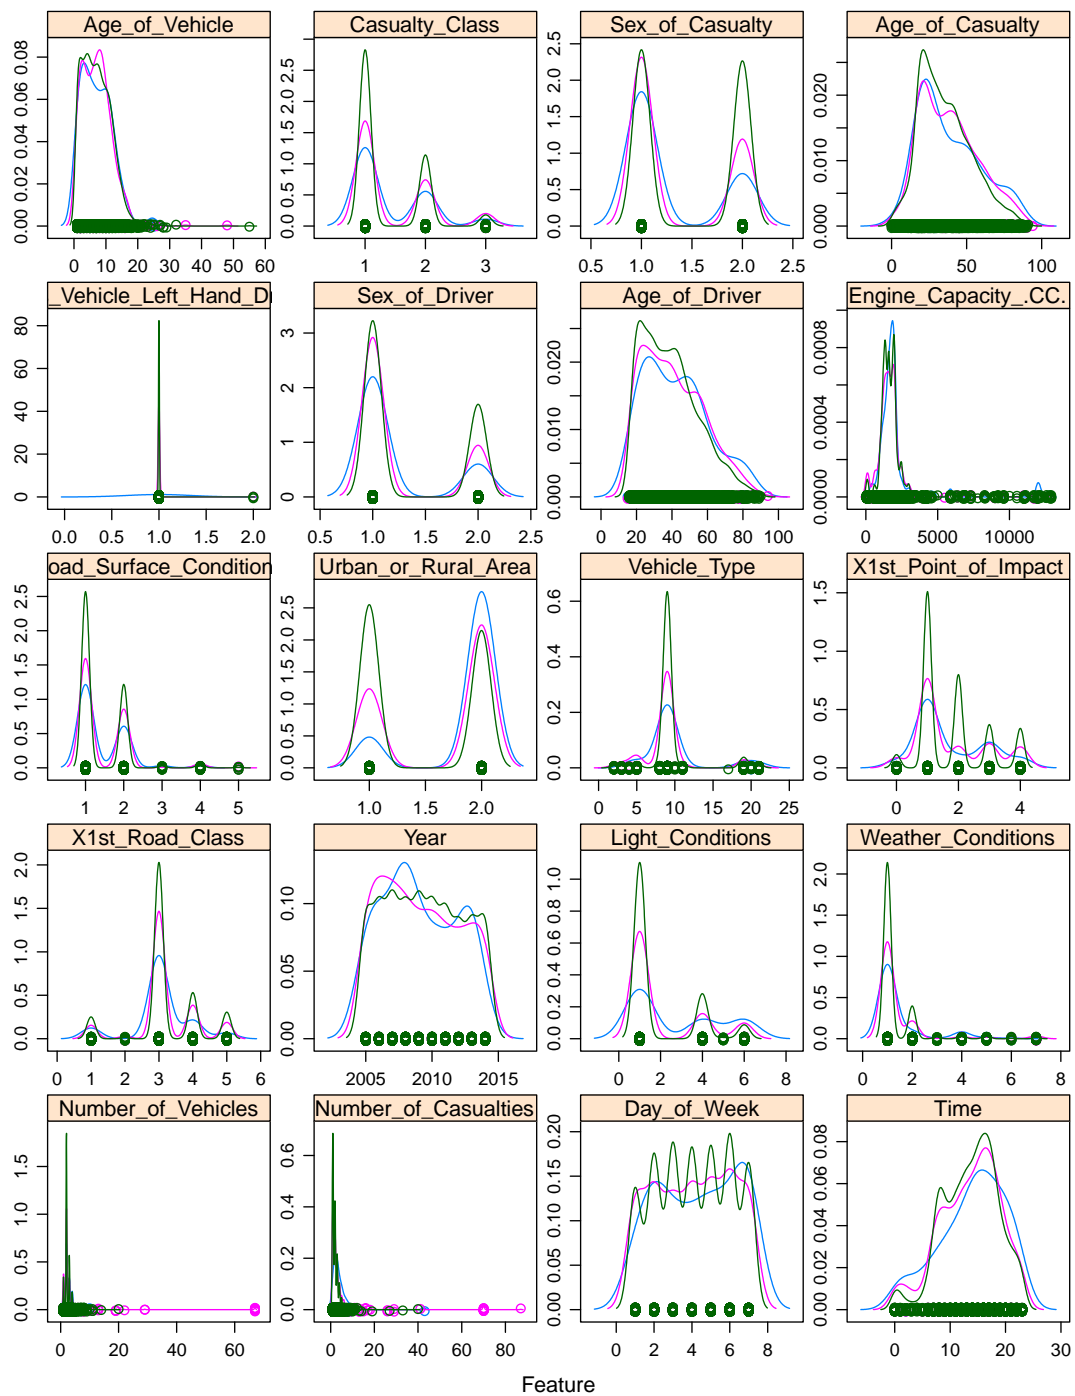 Age_of_Vehicle Casualty_Class Sex_of_Casualty Age_of_Casualty
0.00 0.02 0.04 0.06 0.08
0 10 20 30 40 50 60
0.0 0.5 1.0 1.5 2.0 2.5
1 2 3
0.0 0.5 1.0 1.5 2.0 2.5
0.5 1.0 1.5 2.0 2.5
0.000 0.010 0.020
0 50 100
_Vehicle_Left_Hand_Dr Sex_of_Driver Age_of_Driver Engine_Capacity_.CC.
0 20 40 60 80
0.0 0.5 1.0 1.5 2.0
0 1 2 3
0.5 1.0 1.5 2.0 2.5
0.000 0.010 0.020
0 20 40 60 80 100
0.0000 0.0004 0.0008
0 5000 10000
oad_Surface_Condition Urban_or_Rural_Area Vehicle_Type X1st_Point_of_Impact
0.0 0.5 1.0 1.5 2.0 2.5
1 2 3 4 5
0.0 0.5 1.0 1.5 2.0 2.5
1.0 1.5 2.0
0.0 0.2 0.4 0.6
0 5 10 15 20 25
0.0 0.5 1.0 1.5
0 2 4
X1st_Road_Class Year Light_Conditions Weather_Conditions
0.0 0.5 1.0 1.5 2.0
0 1 2 3 4 5 6
0.00 0.05 0.10
2005 2010 2015
0.0 0.2 0.4 0.6 0.8 1.0
0 2 4 6 8
0.0 0.5 1.0 1.5 2.0
0 2 4 6 8
Number_of_Vehicles Number_of_Casualties Day_of_Week Time
0.0 0.5 1.0 1.5
0 20 40 60
0.0 0.2 0.4 0.6
0 20 40 60 80
0.00 0.05 0.10 0.15 0.20
0 2 4 6 8
0.00 0.02 0.04 0.06 0.08
0 10 20 30
Feature